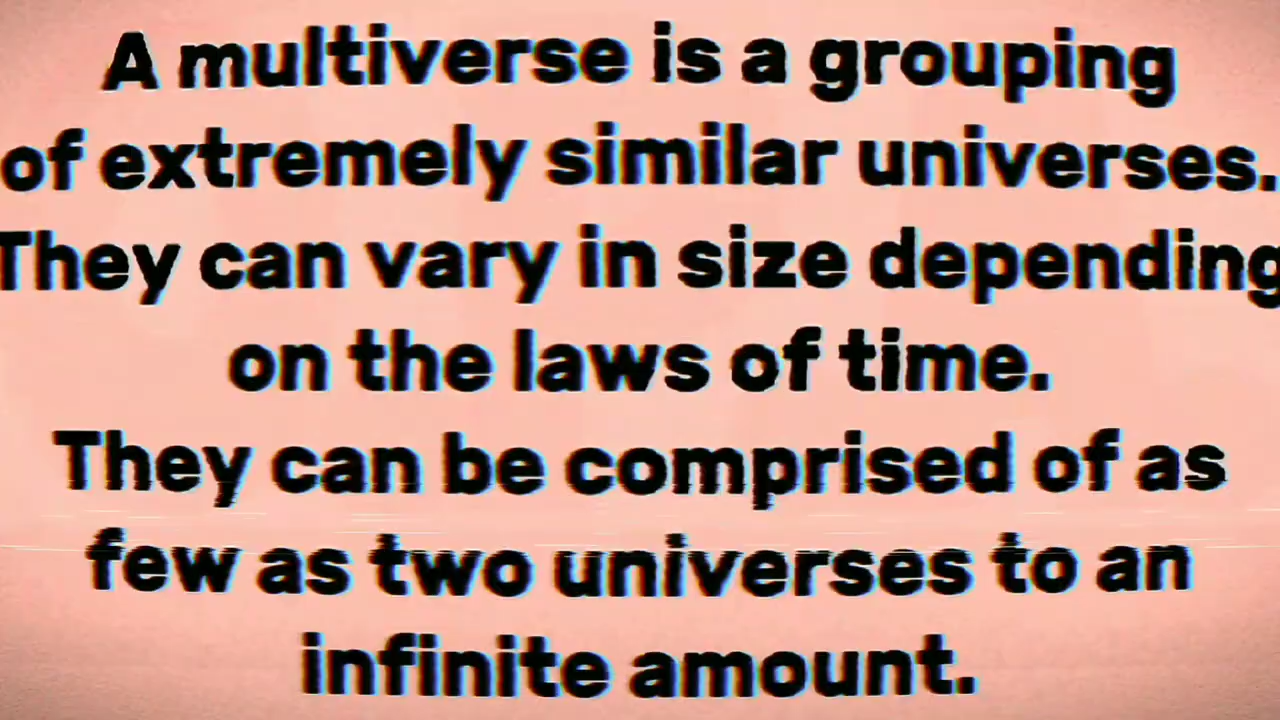 A multiverse is a grouping
of extremely similar universes.
They can vary in size depending
on the laws of time.
They can be comprised of as
few as two universes to an
infinite amount.